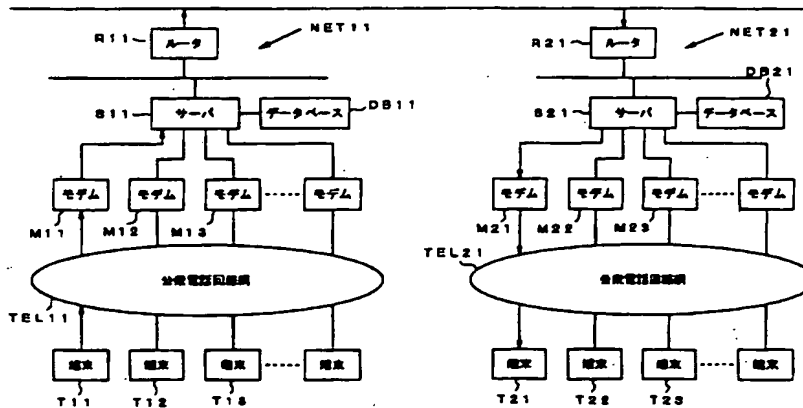 R11 ルータ NET11 R21 ルータ NET21
DB21
S11 サーバ データベース DB11 S21 サーバ データベース
モデム モデム モデム モデム モデム モデム モデム モデム
M11 M12 M13 M21 M22 M23
TEL21
公衆電話回線網 公衆電話回線網
TEL11
端末 端末 端末 端末 端末 端末 端末 端末
T11 T12 T13 T21 T22 T23